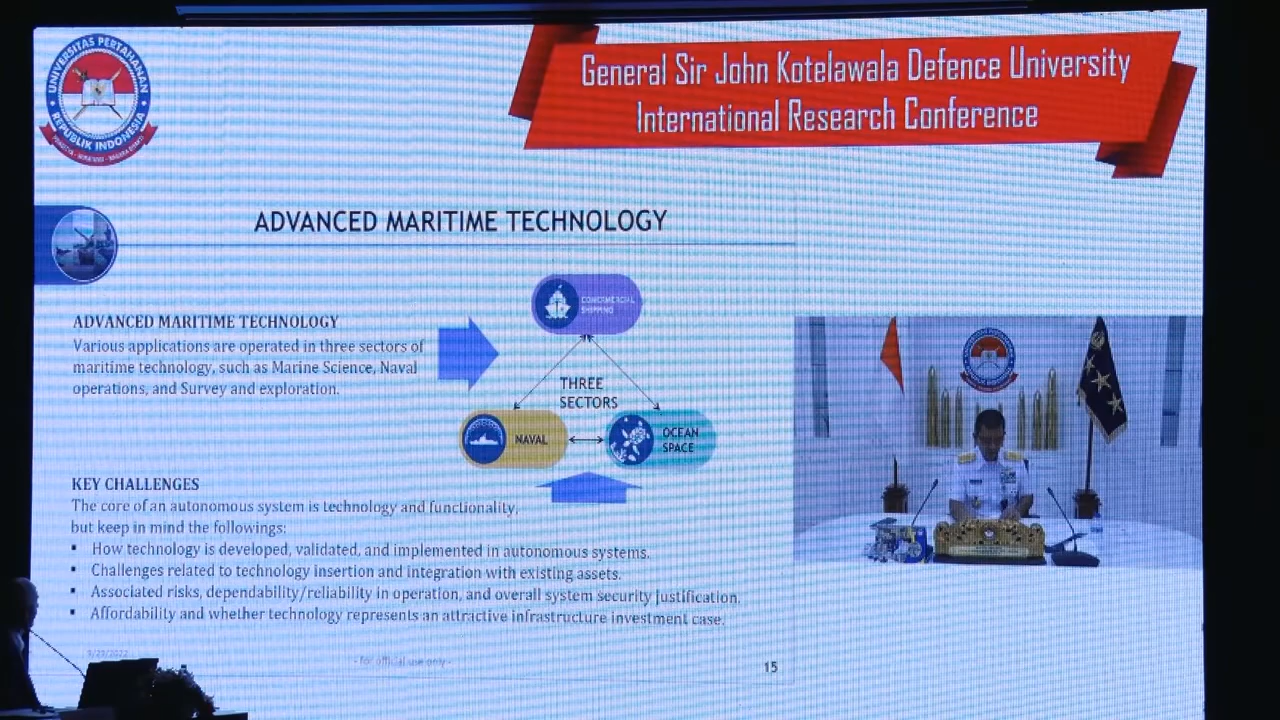 UNIVERSITAS PERTAHANAN
REPUBLIK INDONESIA
General Sir John Kotelawala Defence University
International Research Conference
ADVANCED MARITIME TECHNOLOGY
ADVANCED MARITIME TECHNOLOGY
Various applications are operated in three sectors of
maritime technology, such as Marine Science, Naval
operations, and Survey and exploration.
SHIPPING
THREE
SECTORS
NAVAL
OCEAN
SPACE
KEY CHALLENGES
The core of an autonomous system is technology and functionality,
but keep in mind the followings:
▪ How technology is developed, validated, and implemented in autonomous systems.
▪ Challenges related to technology insertion and integration with existing assets.
▪ Associated risks, dependability/reliability in operation, and overall system security justification.
▪ Affordability and whether technology represents an attractive infrastructure investment case.
- for official use only -
15